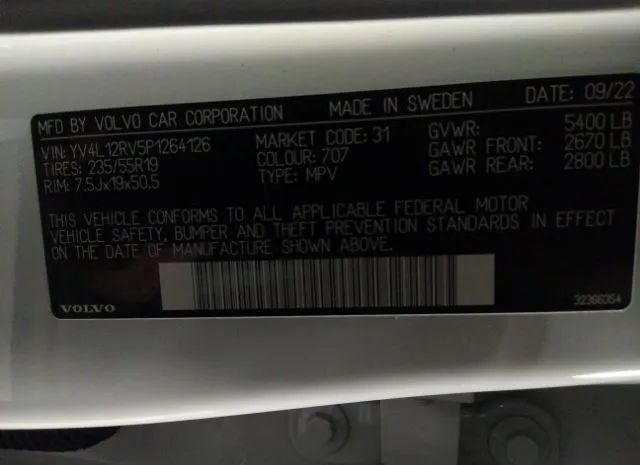 MFD BY VOLVO CAR CORPORATION MADE IN SWEDEN DATE: 09/22
VIN: YV4L12RV5P1264126 MARKET CODE: 31 GVWR: 5400 LB
TIRES: 235/55R19 COLOUR: 707 GAWR FRONT: 2670 LB
RIM: 7.5Jx19x50.5 TYPE: MPV GAWR REAR: 2800 LB
THIS VEHICLE CONFORMS TO ALL APPLICABLE FEDERAL MOTOR
VEHICLE SAFETY, BUMPER AND THEFT PREVENTION STANDARDS IN EFFECT
ON THE DATE OF MANUFACTURE SHOWN ABOVE.
VOLVO 32366354